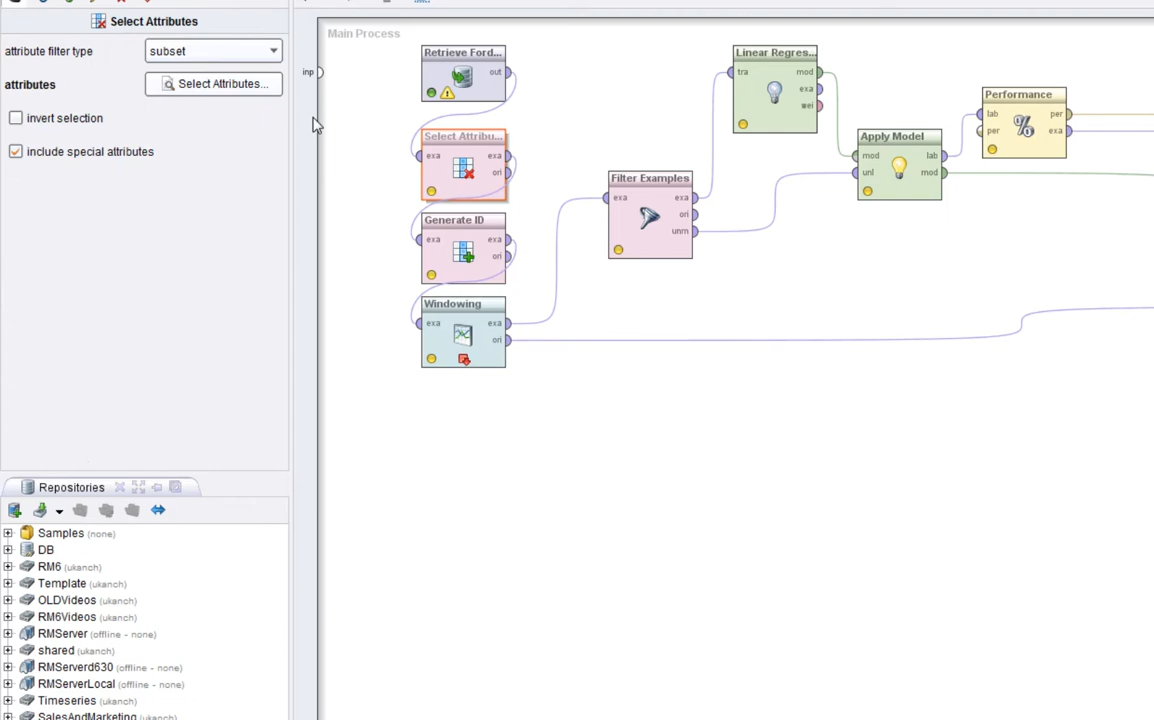 Select Attributes
attribute filter type
subset
attributes
Select Attributes...
invert selection
include special attributes
Repositories
Samples (none)
DB
RM6 (ukanch)
Template (ukanch)
OLDVideos (ukanch)
RM6Videos (ukanch)
RMServer (offline - none)
shared (ukanch)
RMServerd630 (offline - none)
RMServerLocal (offline - none)
Timeseries (ukanch)
SalesAndMarketing (ukanch)
Main Process
inp
Retrieve Ford...
out
Select Attribu...
exa exa
ori
Generate ID
exa exa
ori
Windowing
exa exa
ori
Filter Examples
exa exa
ori
unm
Linear Regres...
tra mod
exa
wei
Apply Model
mod lab
unl mod
Performance
lab per
per exa
%